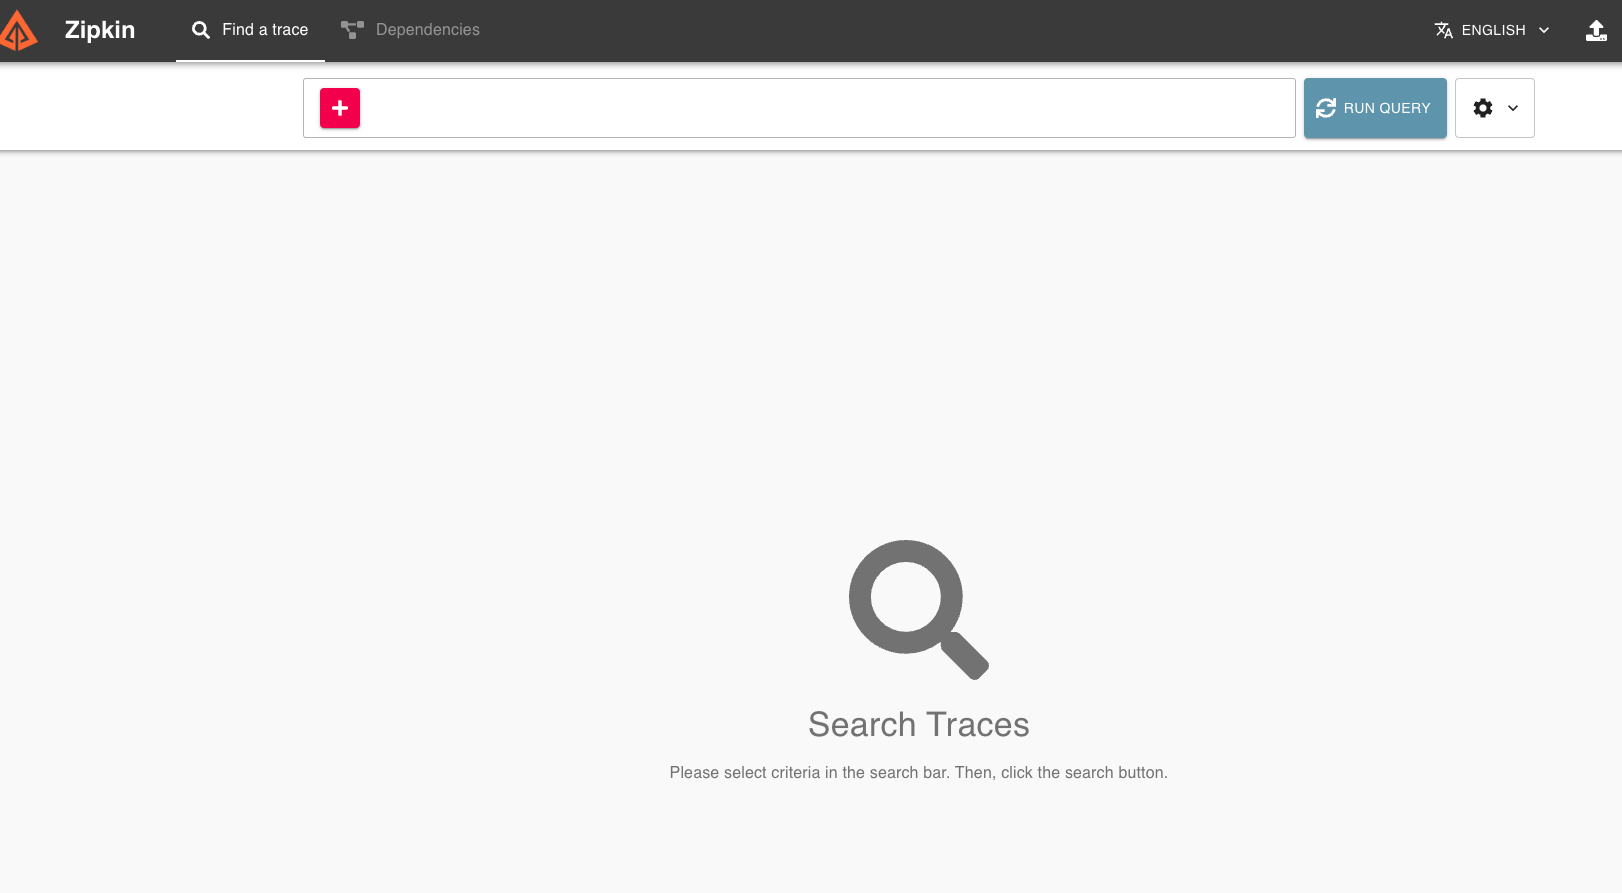 Zipkin
Find a trace
Dependencies
ENGLISH
RUN QUERY
Search Traces
Please select criteria in the search bar. Then, click the search button.